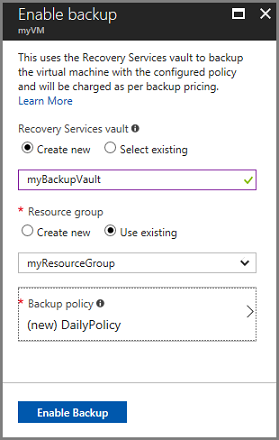 Enable backup
myVM
This uses the Recovery Services vault to backup
the virtual machine with the configured policy
and will be charged as per backup pricing.
Learn More
Recovery Services vault
Create new Select existing
myBackupVault
* Resource group
Create new Use existing
myResourceGroup
* Backup policy
(new) DailyPolicy
Enable Backup